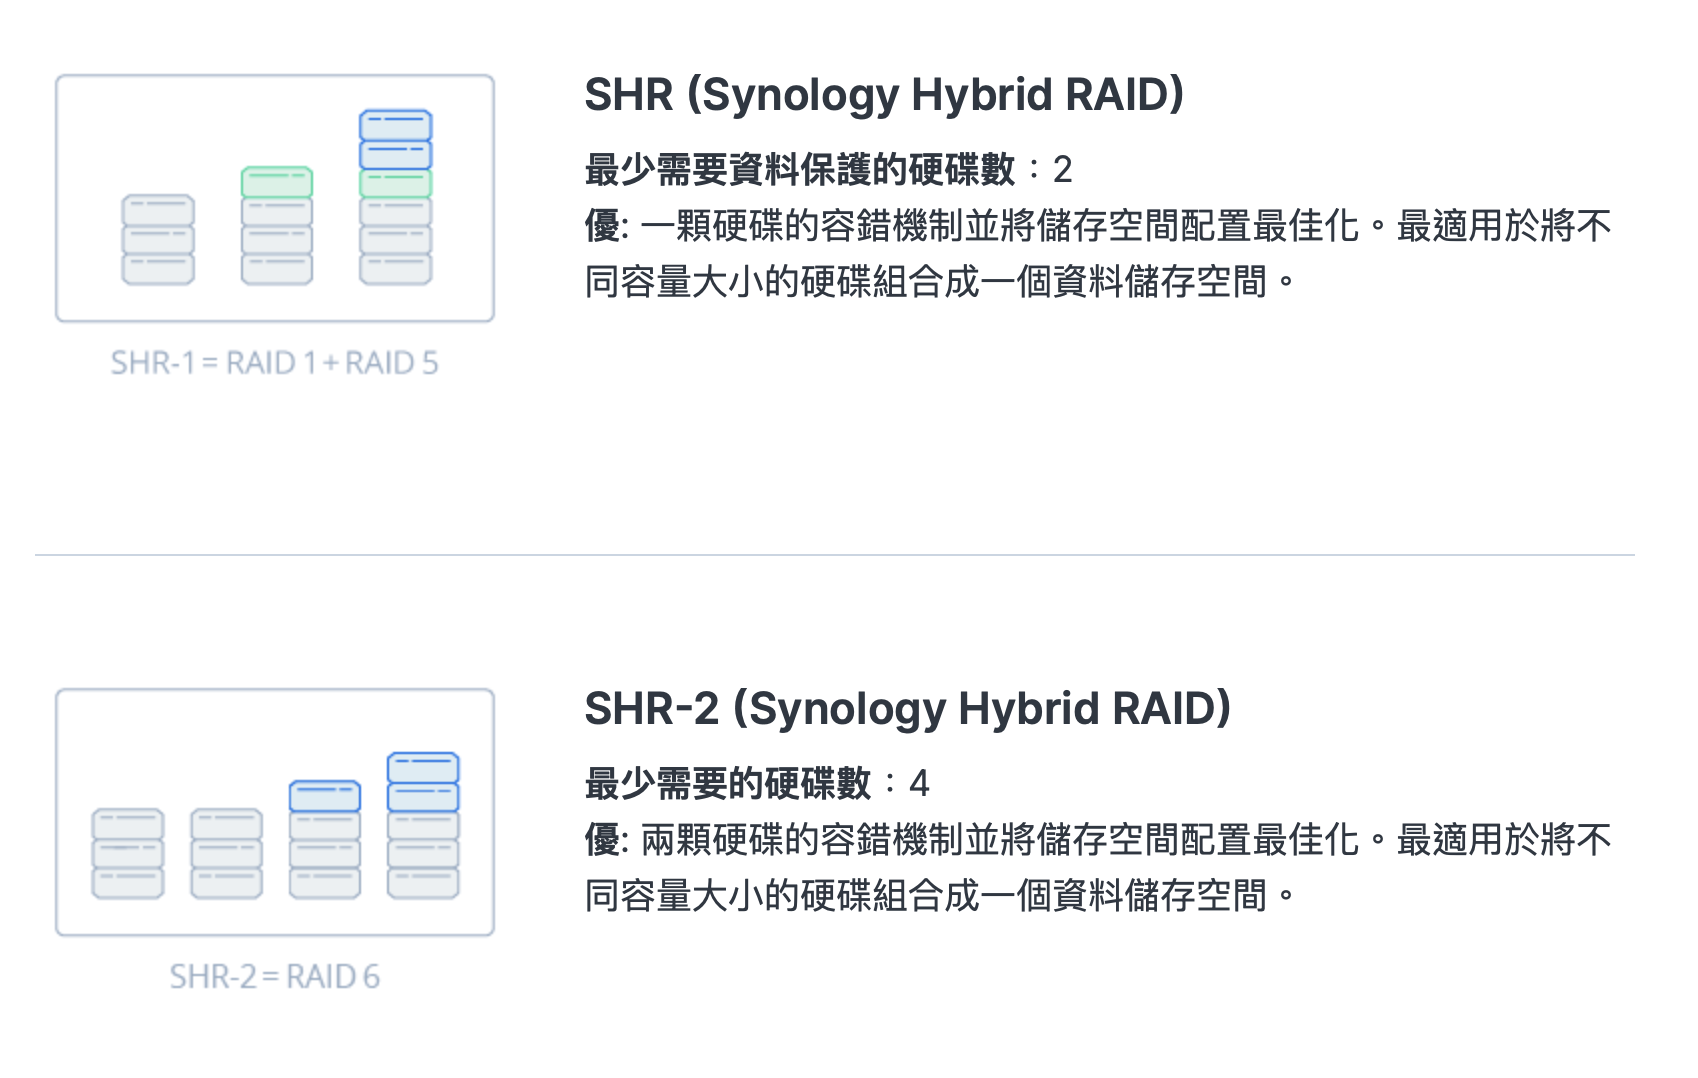 SHR (Synology Hybrid RAID)
最少需要資料保護的硬碟數：2
優: 一顆硬碟的容錯機制並將儲存空間配置最佳化。最適用於將不
同容量大小的硬碟組合成一個資料儲存空間。
SHR-1 = RAID 1 + RAID 5
SHR-2 (Synology Hybrid RAID)
最少需要的硬碟數：4
優: 兩顆硬碟的容錯機制並將儲存空間配置最佳化。最適用於將不
同容量大小的硬碟組合成一個資料儲存空間。
SHR-2 = RAID 6